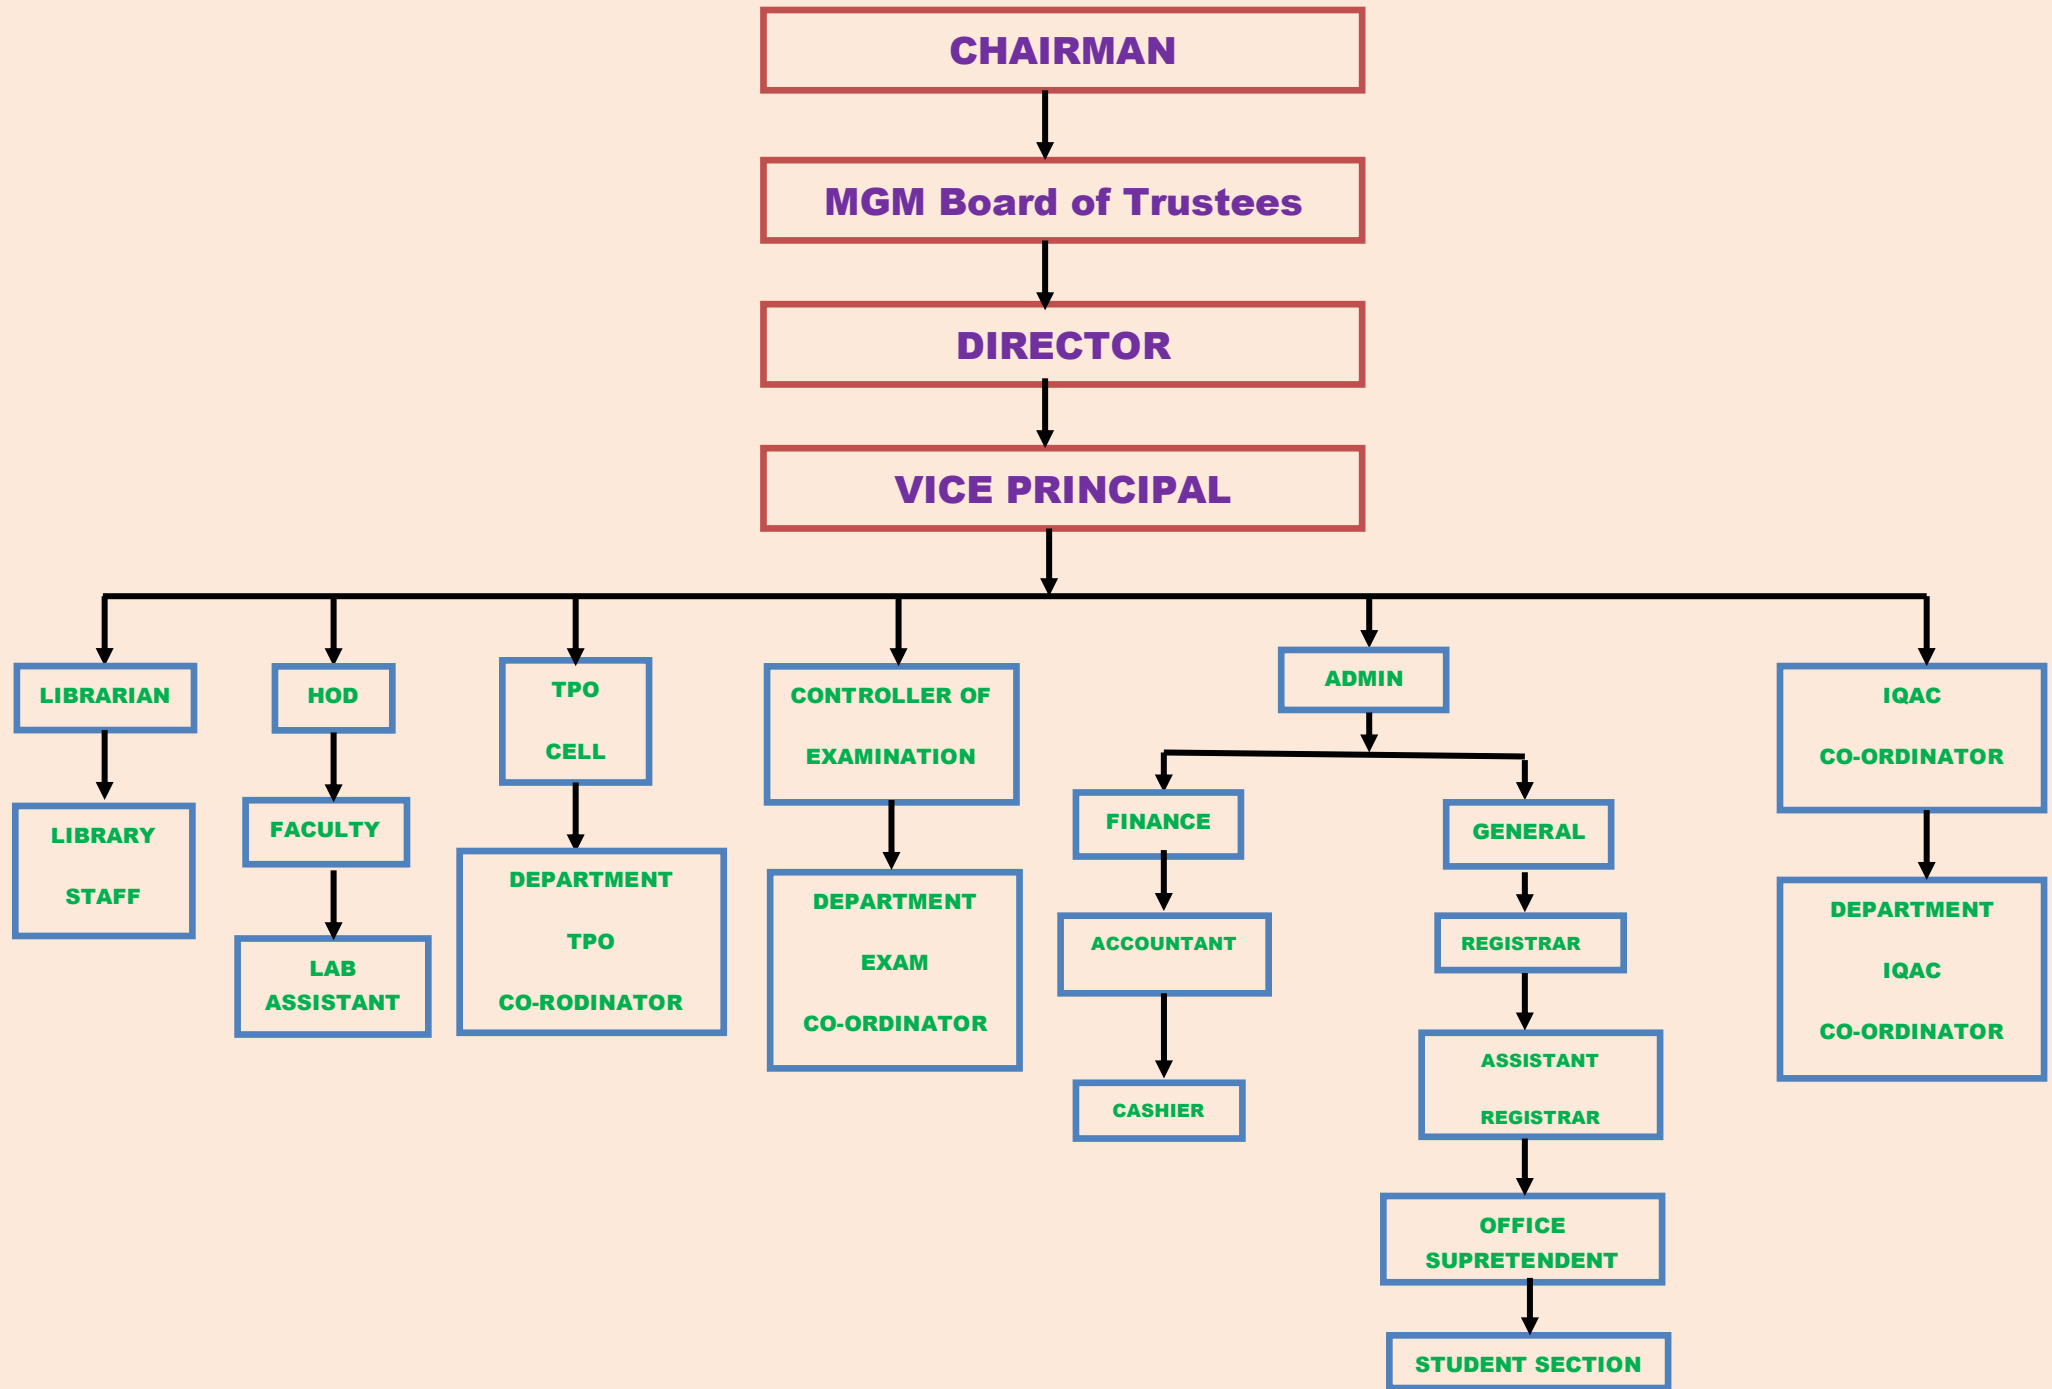 CHAIRMAN
MGM Board of Trustees
DIRECTOR
VICE PRINCIPAL
LIBRARIAN
LIBRARY
STAFF
HOD
FACULTY
LAB
ASSISTANT
TPO
CELL
DEPARTMENT
TPO
CO-RODINATOR
CONTROLLER OF
EXAMINATION
DEPARTMENT
EXAM
CO-ORDINATOR
ADMIN
FINANCE
ACCOUNTANT
CASHIER
GENERAL
REGISTRAR
ASSISTANT
REGISTRAR
OFFICE
SUPRETENDENT
STUDENT SECTION
IQAC
CO-ORDINATOR
DEPARTMENT
IQAC
CO-ORDINATOR